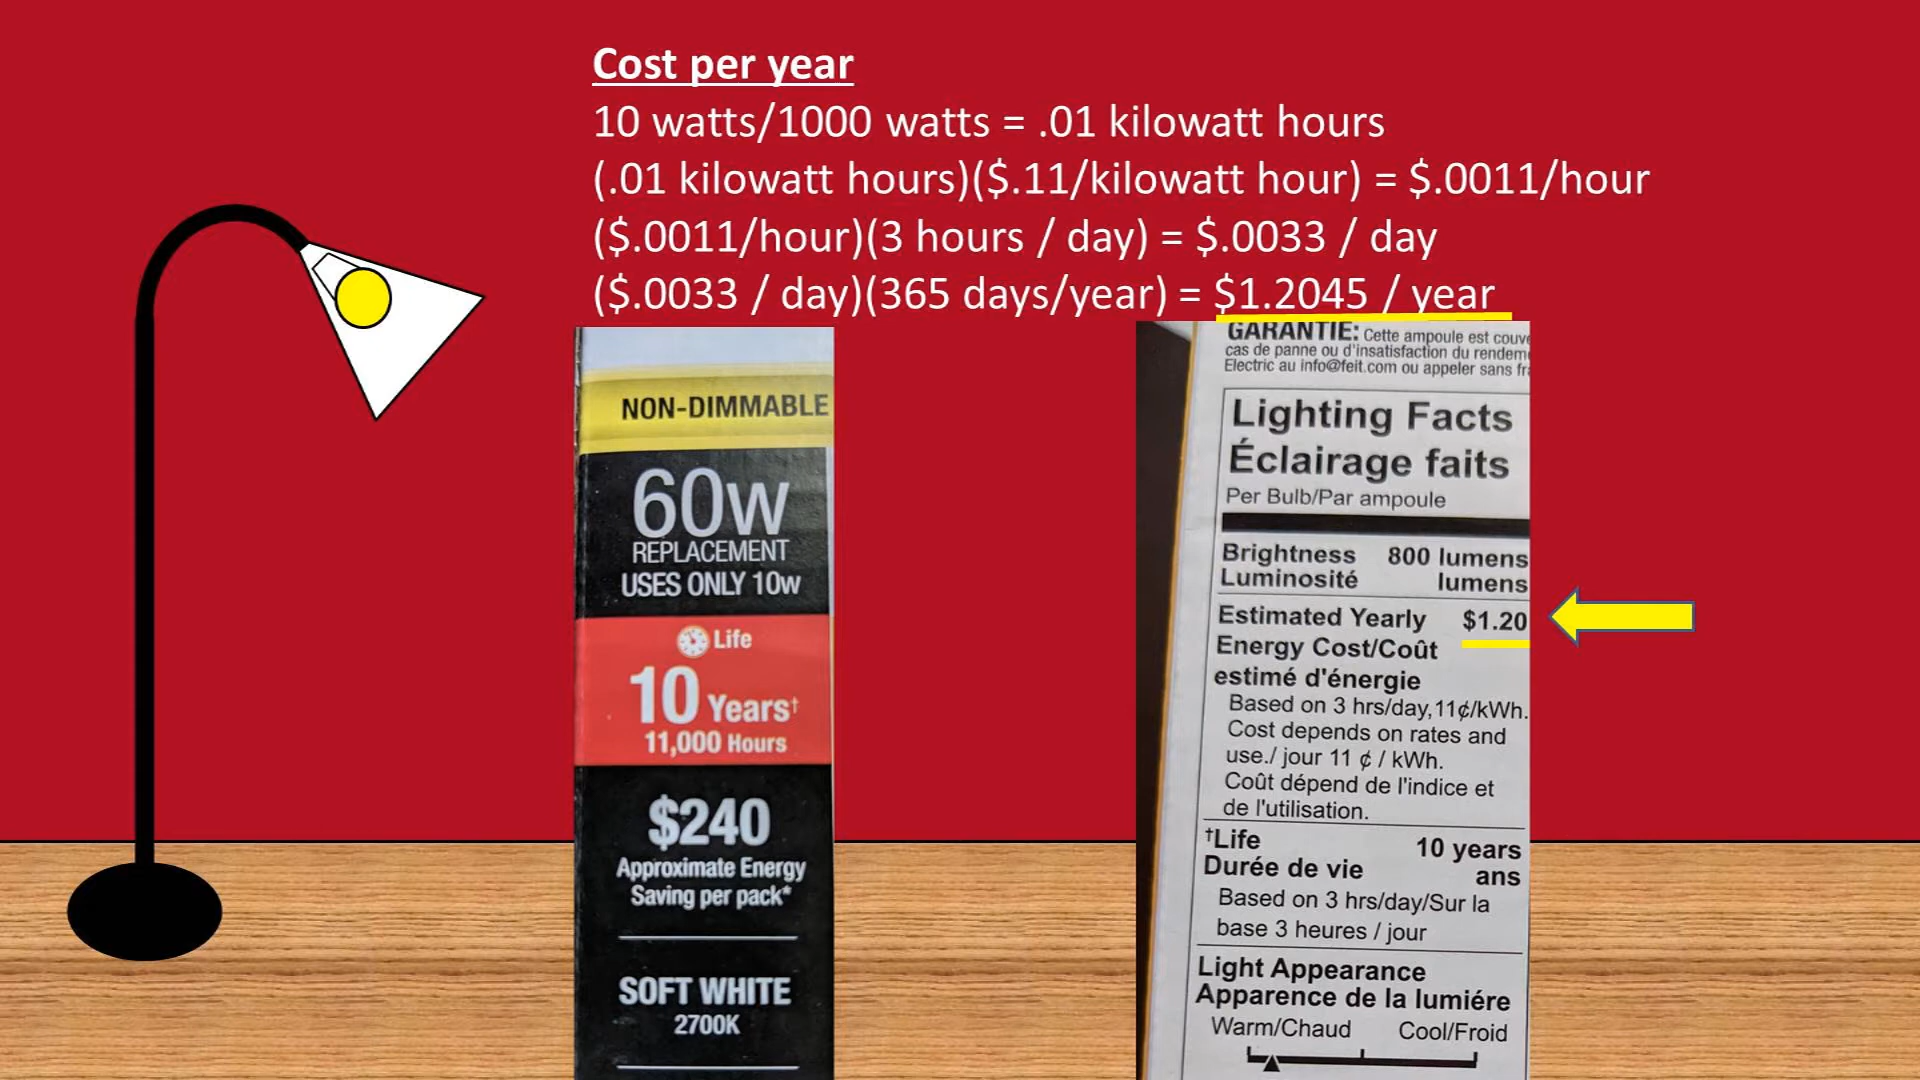 Cost per year
10 watts/1000 watts = .01 kilowatt hours
(.01 kilowatt hours)($.11/kilowatt hour) = $.0011/hour
($.0011/hour)(3 hours / day) = $.0033 / day
($.0033 / day)(365 days/year) = $1.2045 / year
NON-DIMMABLE
60W
REPLACEMENT
USES ONLY 10W
Life
10 Years†
11,000 Hours
$240
Approximate Energy
Saving per pack*
SOFT WHITE
2700K
GARANTIE: Cette ampoule est
cas de panne ou d'insatisfaction du
Electric au info@feit.com ou appeler sans
Lighting Facts
Éclairage faits
Per Bulb/Par ampoule
Brightness 800 lumens
Luminosité lumens
Estimated Yearly $1.20
Energy Cost/Coût
estimé d'énergie
Based on 3 hrs/day,11¢/kWh.
Cost depends on rates and
use./ jour 11 ¢ / kWh.
Coût dépend de l'indice et
de l'utilisation.
†Life 10 years
Durée de vie ans
Based on 3 hrs/day/Sur la
base 3 heures / jour
Light Appearance
Apparence de la lumiére
Warm/Chaud Cool/Froid